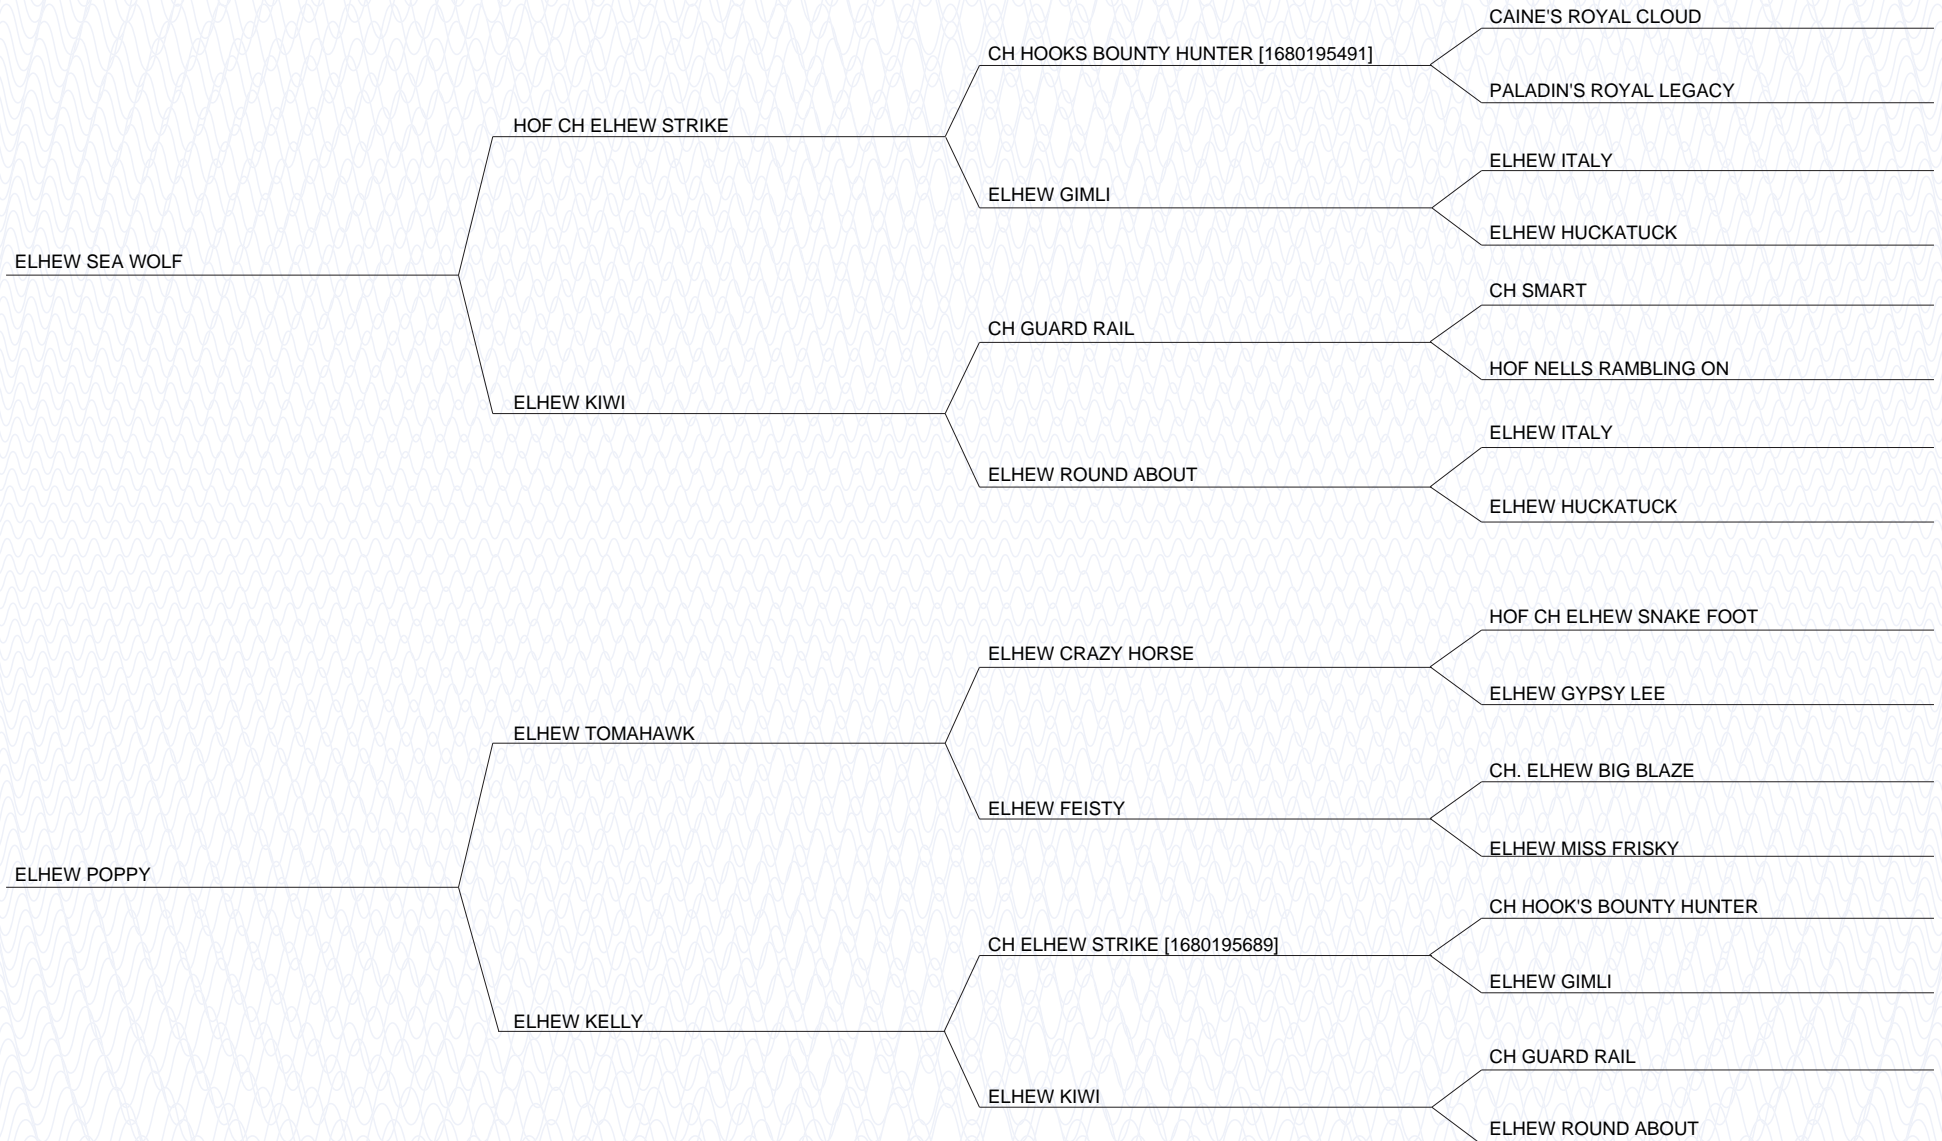 CAINE'S ROYAL CLOUD
CH HOOKS BOUNTY HUNTER [1680195491]
PALADIN'S ROYAL LEGACY
HOF CH ELHEW STRIKE
ELHEW ITALY
ELHEW GIMLI
ELHEW HUCKATUCK
ELHEW SEA WOLF
CH SMART
CH GUARD RAIL
HOF NELLS RAMBLING ON
ELHEW KIWI
ELHEW ITALY
ELHEW ROUND ABOUT
ELHEW HUCKATUCK
HOF CH ELHEW SNAKE FOOT
ELHEW CRAZY HORSE
ELHEW GYPSY LEE
ELHEW TOMAHAWK
CH. ELHEW BIG BLAZE
ELHEW FEISTY
ELHEW MISS FRISKY
ELHEW POPPY
CH HOOK'S BOUNTY HUNTER
CH ELHEW STRIKE [1680195689]
ELHEW GIMLI
ELHEW KELLY
CH GUARD RAIL
ELHEW KIWI
ELHEW ROUND ABOUT